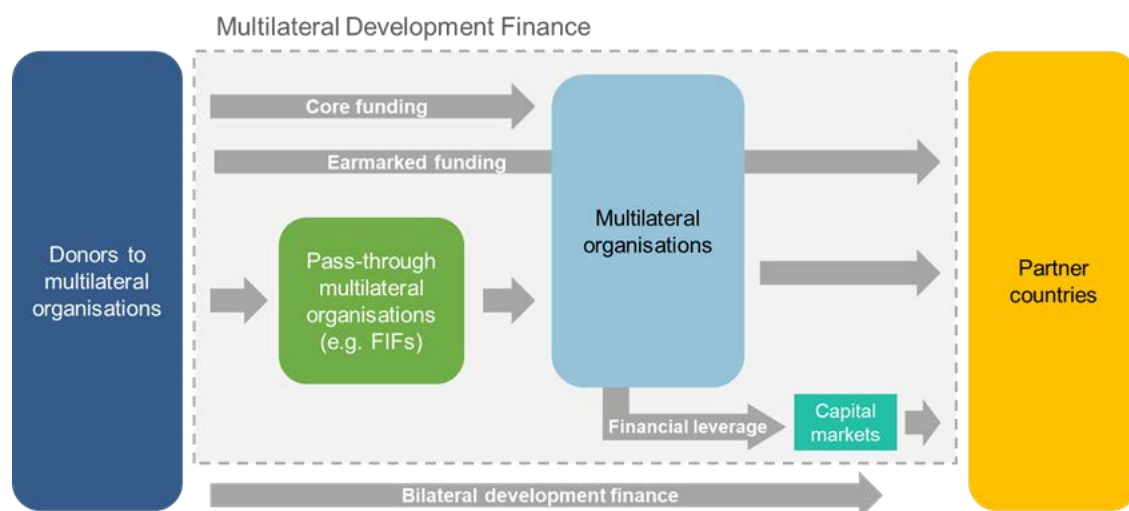 Multilateral Development Finance
Core funding
Earmarked funding
Donors to
multilateral
organisations
Pass-through
multilateral
organisations
(e.g. FIFs)
Multilateral
organisations
Partner
countries
Financial leverage
Capital
markets
Bilateral development finance